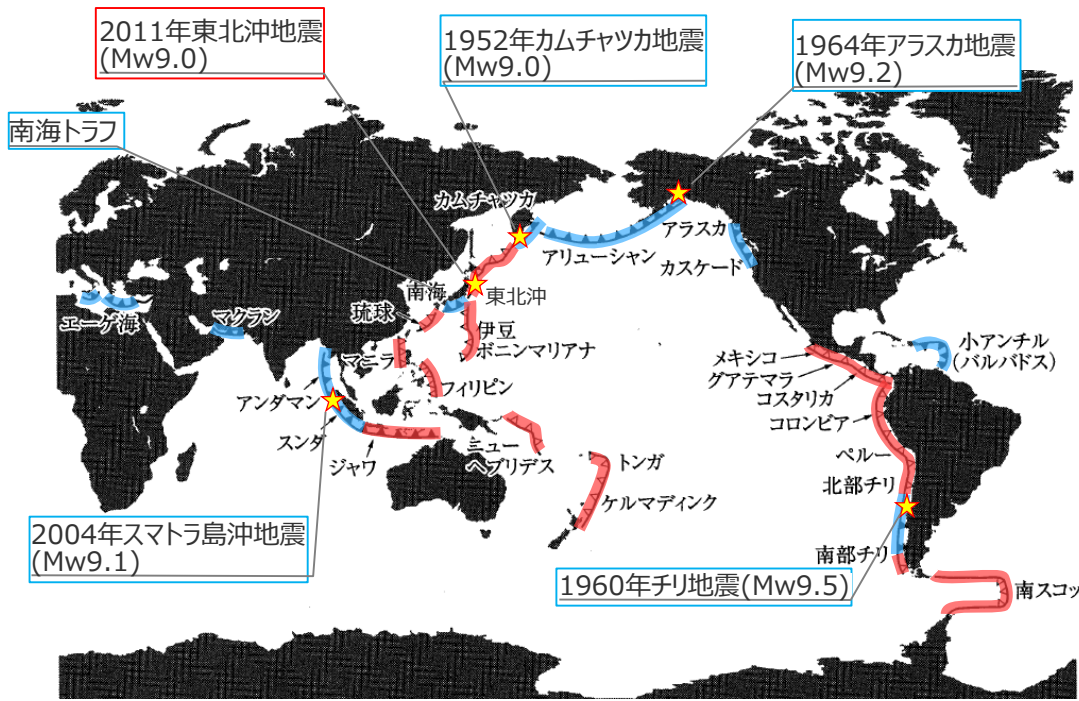 2011年東北沖地震
(Mw9.0)
1952年カムチャツカ地震
(Mw9.0)
1964年アラスカ地震
(Mw9.2)
南海トラフ
カムチャツカ
アラスカ
アリューシャン
カスケード
南海
東北沖
琉球
エーゲ海
マクラン
伊豆
ボニンマリアナ
マニラ
小アンチル
(バルバドス)
メキシコ
グアテマラ
コスタリカ
フィリピン
アンダマン
コロンビア
スンダ
ジャワ
ニュー
ヘブリデス
トンガ
ペルー
ケルマディンク
北部チリ
2004年スマトラ島沖地震
(Mw9.1)
南部チリ
1960年チリ地震(Mw9.5)
南スコッ